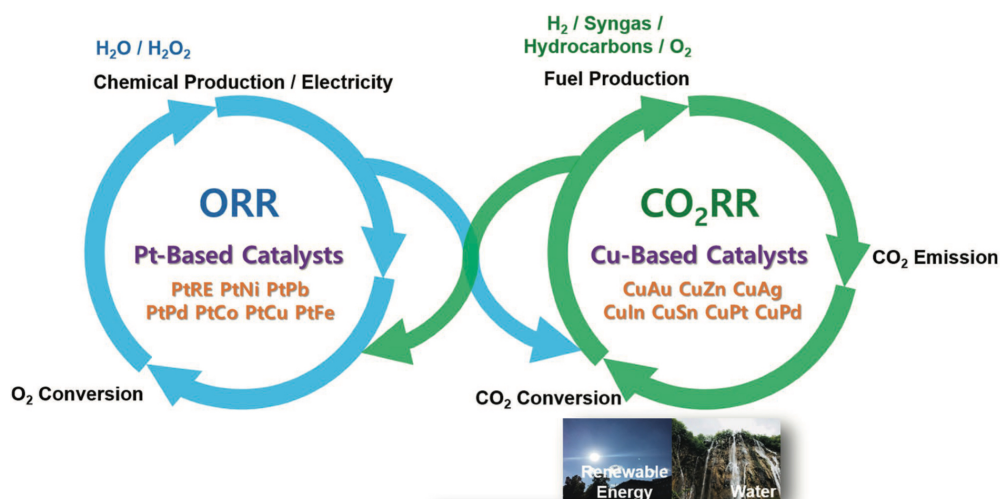 H₂O / H₂O₂
Chemical Production / Electricity
H₂ / Syngas /
Hydrocarbons / O₂
Fuel Production
ORR
Pt-Based Catalysts
PtRE PtNi PtPb
PtPd PtCo PtCu PtFe
O₂ Conversion
CO₂RR
Cu-Based Catalysts
CuAu CuZn CuAg
CuIn CuSn CuPt CuPd
CO₂ Emission
CO₂ Conversion
Renewable
Energy
Water